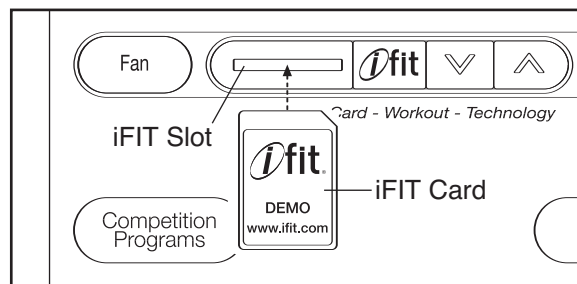 Fan
ifit
Card - Workout - Technology
iFIT Slot
ifit.
iFIT Card
DEMO
www.ifit.com
Competition
Programs